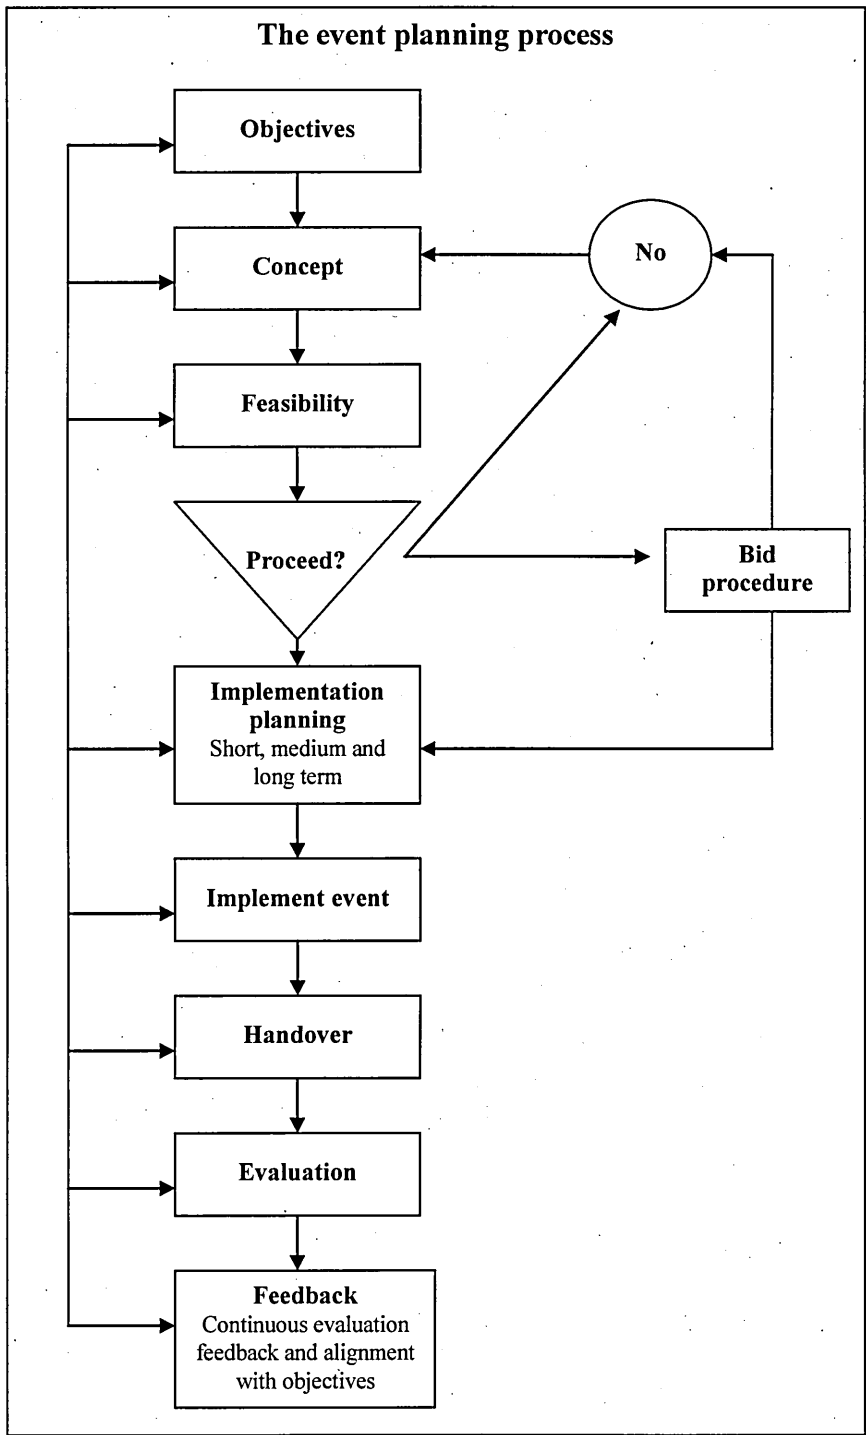 The event planning process
Objectives
Concept
No
Feasibility
Proceed?
Bid
procedure
Implementation
planning
Short, medium and
long term
Implement event
Handover
Evaluation
Feedback
Continuous evaluation
feedback and alignment
with objectives